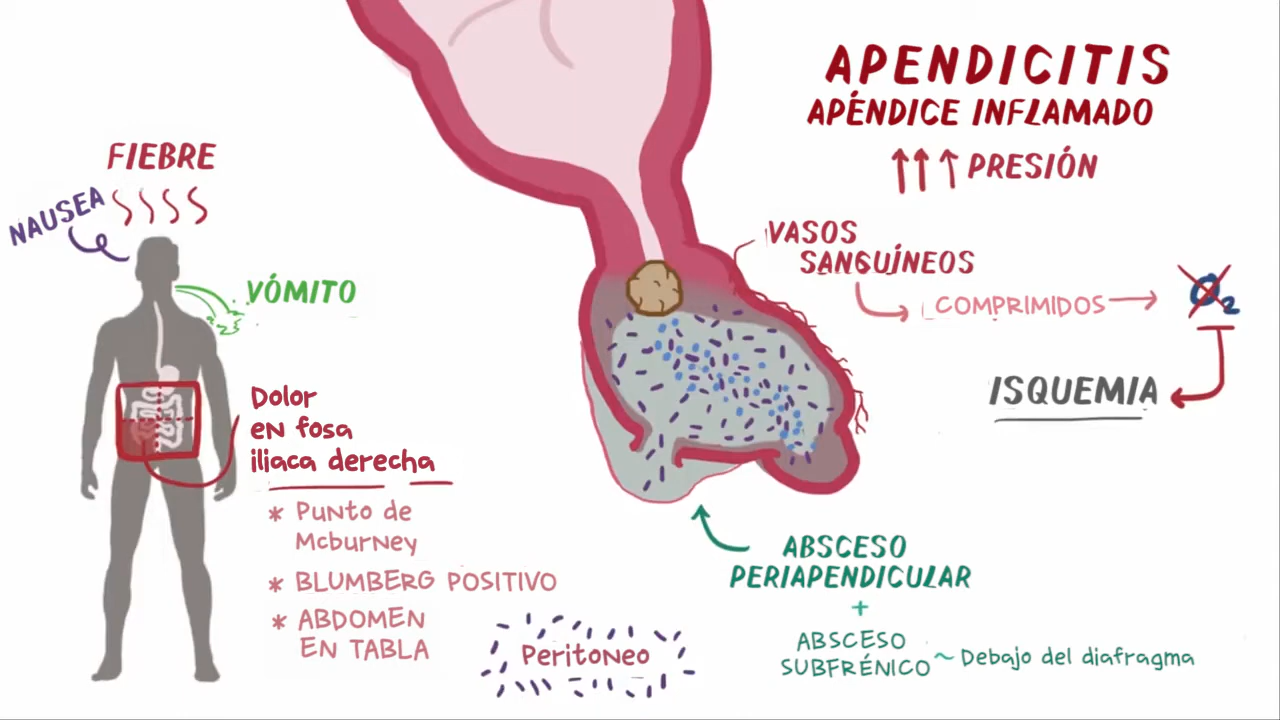 APENDICITIS
APÉNDICE INFLAMADO
PRESIÓN
FIEBRE
NAUSEA
VÓMITO
VASOS
SANGUÍNEOS
COMPRIMIDOS
O2
ISQUEMIA
Dolor
en fosa
iliaca derecha
* Punto de
Mcburney
* BLUMBERG POSITIVO
* ABDOMEN
EN TABLA
Peritoneo
ABSCESO
PERIAPENDICULAR
+
ABSCESO
SUBFRÉNICO ~ Debajo del diafragma